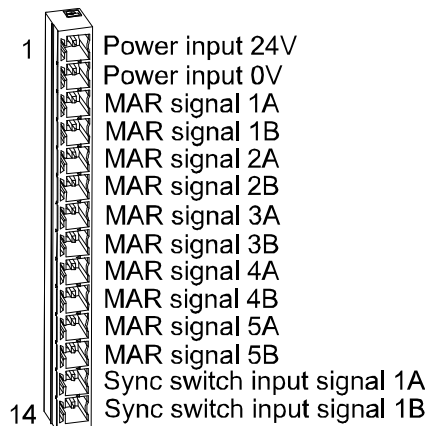 1 Power input 24V
Power input 0V
MAR signal 1A
MAR signal 1B
MAR signal 2A
MAR signal 2B
MAR signal 3A
MAR signal 3B
MAR signal 4A
MAR signal 4B
MAR signal 5A
MAR signal 5B
Sync switch input signal 1A
14 Sync switch input signal 1B